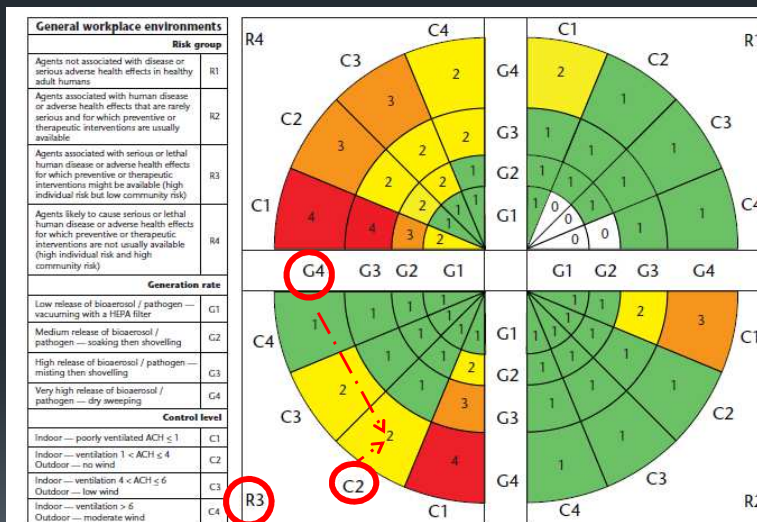 General workplace environments
Risk group
Agents not associated with disease or
serious adverse health effects in healthy
adult humans
R1
Agents associated with human disease
or adverse health effects that are rarely
serious and for which preventive or
therapeutic interventions are usually
available
R2
Agents associated with serious or lethal
human disease or adverse health effects
for which preventive or therapeutic
interventions might be available (high
individual risk but low community risk)
R3
Agents likely to cause serious or lethal
human disease or adverse health effects
for which preventive or therapeutic
interventions are not usually available
(high individual risk and high
community risk)
R4
Generation rate
Low release of bioaerosol / pathogen —
vacuuming with a HEPA filter
G1
Medium release of bioaerosol /
pathogen — soaking then shovelling
G2
High release of bioaerosol / pathogen —
misting then shovelling
G3
Very high release of bioaerosol /
pathogen — dry sweeping
G4
Control level
Indoor — poorly ventilated ACH ≤ 1
C1
Indoor — ventilation 1 < ACH ≤ 4
Outdoor — no wind
C2
Indoor — ventilation 4 < ACH ≤ 6
Outdoor — low wind
C3
Indoor — ventilation > 6
Outdoor — moderate wind
C4
R4
C4
C3
C2
C1
2
3
3
4
2
2
2
4
1
2
2
3
1
1
1
2
G4
G3
G2
G1
R1
C1
C2
C3
C4
2
1
1
1
1
1
1
1
1
1
1
1
0
0
0
0
G4 G3 G2 G1
G1 G2 G3 G4
C4
C3
C2
C1
R3
1
2
2
4
1
1
1
3
1
1
1
2
1
1
1
1
G1
G2
G3
G4
1
1
2
3
1
1
1
1
1
1
1
1
1
1
1
1
C1
C2
C3
C4
R2